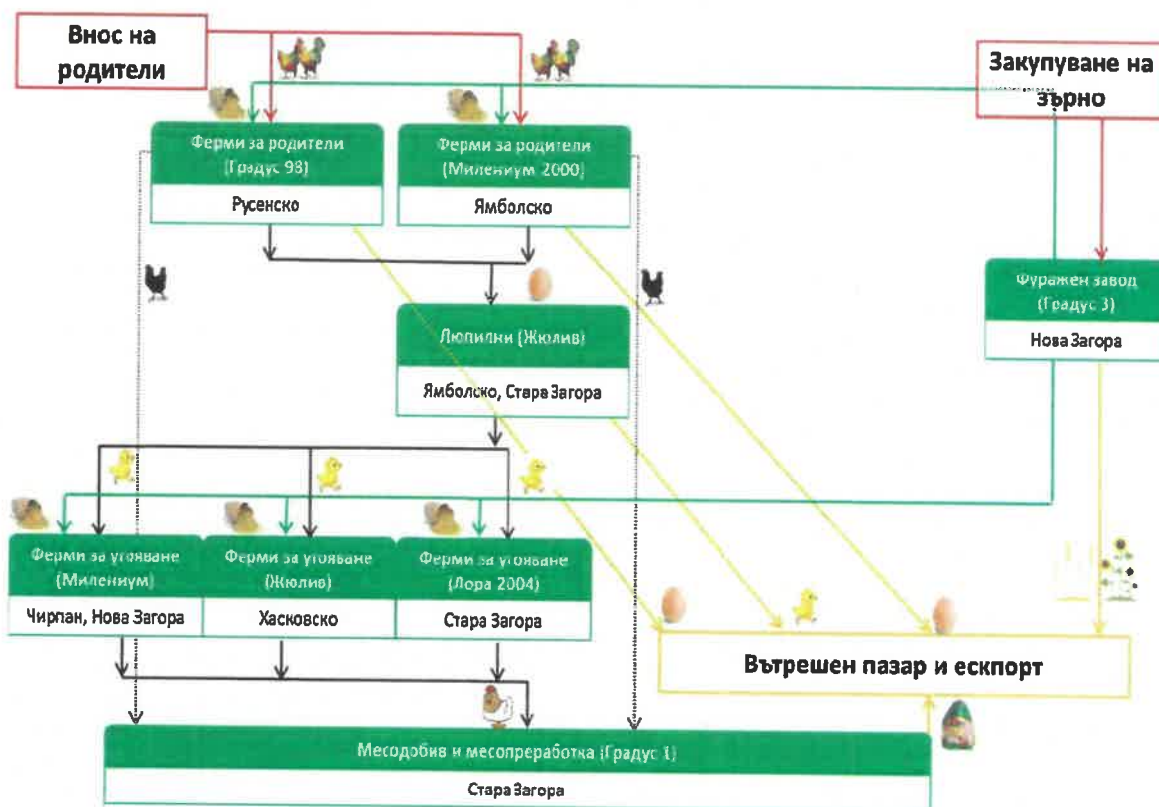 Внос на
родители
Закупуване на
зърно
Ферми за родители
(Градус 98)
Русенско
Ферми за родители
(Милениум 2000)
Ямболско
Фуражен завод
(Градус 3)
Нова Загора
Люпилни (Жюлив)
Ямболско, Стара Загора
Ферми за угояване
(Милениум)
Чирпан, Нова Загора
Ферми за угояване
(Жюлив)
Хасковско
Ферми за угояване
(Лора 2004)
Стара Загора
Вътрешен пазар и ескпорт
Месодобив и месопреработка (Градус 1)
Стара Загора